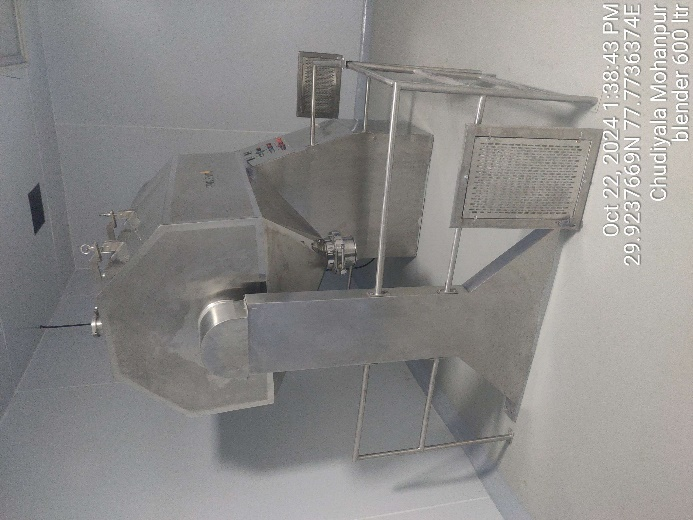 Oct 22, 2024 1:38:43 PM
29.9237669N 77.7736374E
Chudiyala Mohanpur
blender 600 ltr